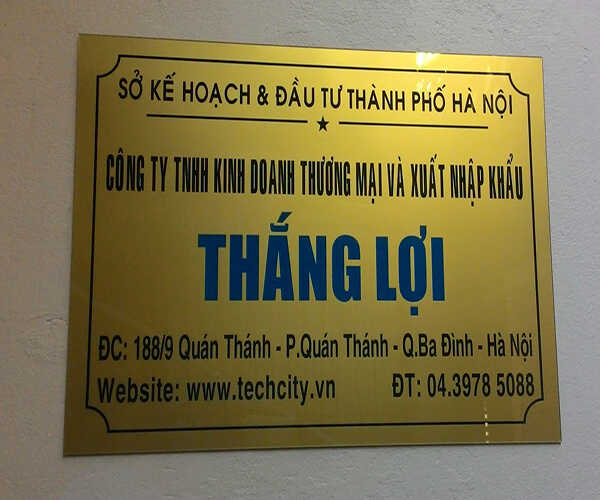 SỞ KẾ HOẠCH & ĐẦU TƯ THÀNH PHỐ HÀ NỘI
CÔNG TY TNHH KINH DOANH THƯƠNG MẠI VÀ XUẤT NHẬP KHẨU
THẮNG LỢI
ĐC: 188/9 Quán Thánh - P.Quán Thánh - Q.Ba Đình - Hà Nội
Website: www.techcity.vn ĐT: 04.3978 5088